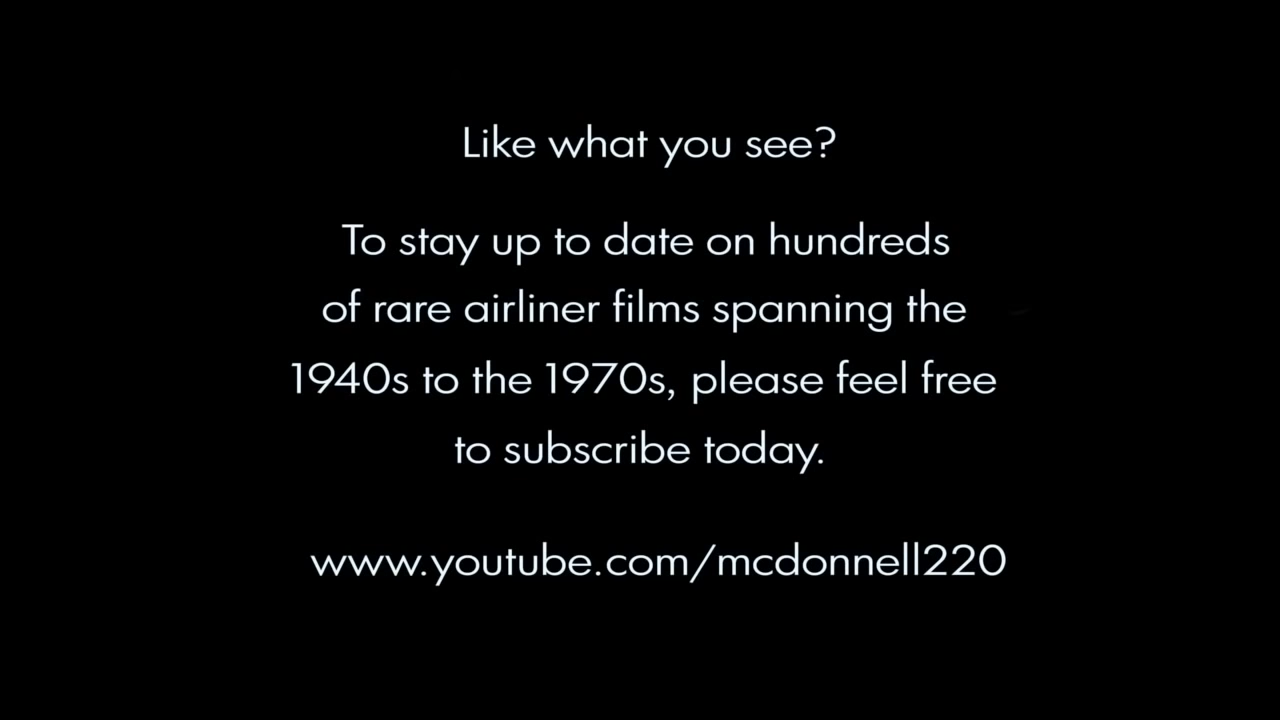 Like what you see?
To stay up to date on hundreds
of rare airliner films spanning the
1940s to the 1970s, please feel free
to subscribe today.
www.youtube.com/mcdonnell220